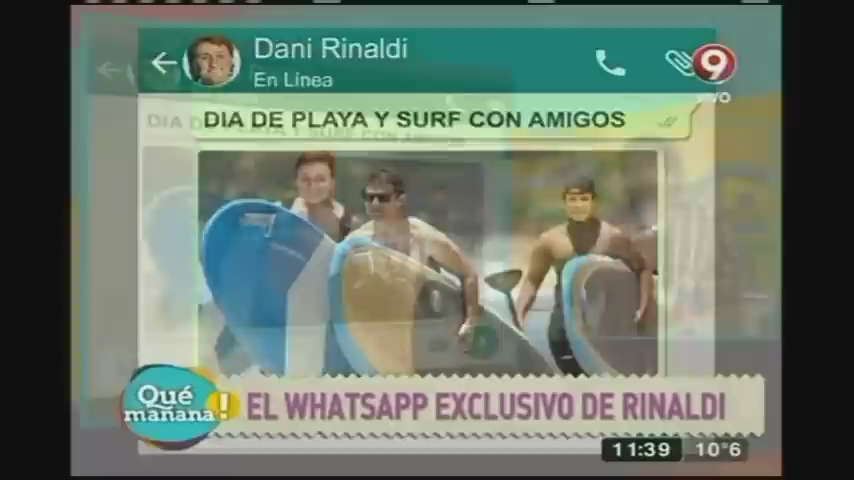 Dani Rinaldi
En Linea
9
VO
DIA DE PLAYA Y SURF CON AMIGOS
Qué mañana!
EL WHATSAPP EXCLUSIVO DE RINALDI
11:39 10°6